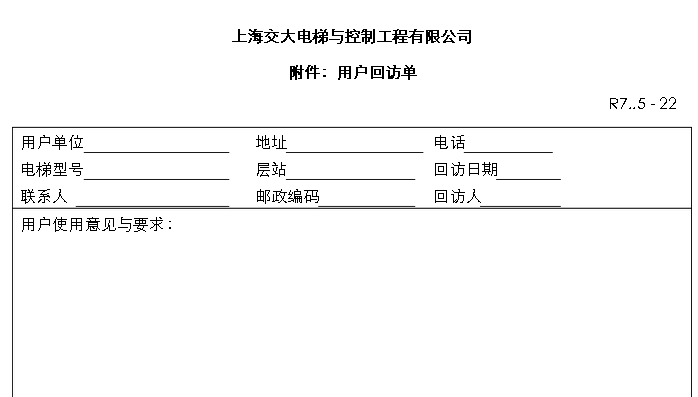 上海交大电梯与控制工程有限公司
附件：用户回访单
R7..5 - 22
用户单位 地址 电话
电梯型号 层站 回访日期
联系人 邮政编码 回访人
用户使用意见与要求：